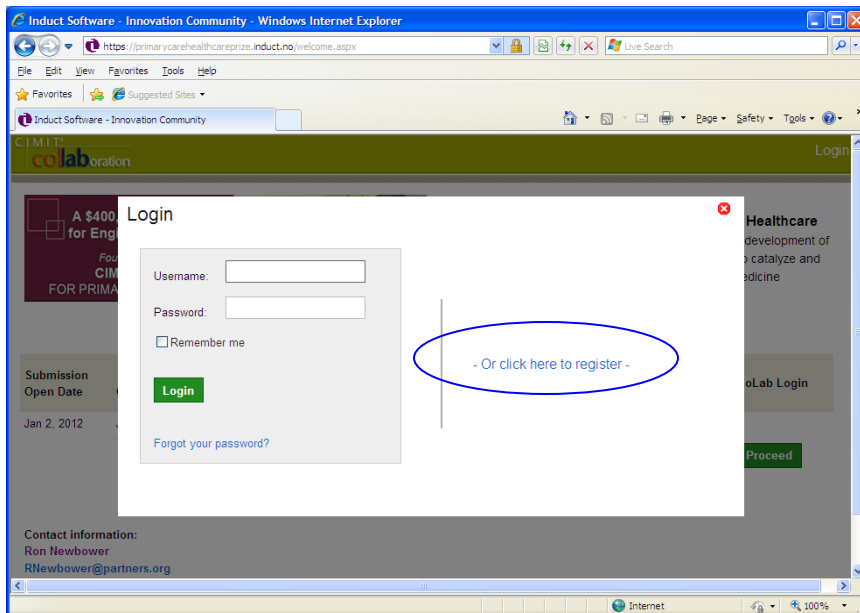 Induct Software - Innovation Community - Windows Internet Explorer
https://primarycarehealthcareprize.induct.no/welcome.aspx
Live Search
File Edit View Favorites Tools Help
Favorites Suggested Sites
Induct Software - Innovation Community
Page Safety Tools
CIMIT
colaboration
Login
A $400,
for Engi
Fou
CIM
FOR PRIMA
Healthcare
development of
catalyze and
edicine
Login
Username:
Password:
Remember me
Login
Forgot your password?
- Or click here to register -
Submission
Open Date
oLab Login
Jan 2, 2012
Proceed
Contact information:
Ron Newbower
RNewbower@partners.org
Internet
100%